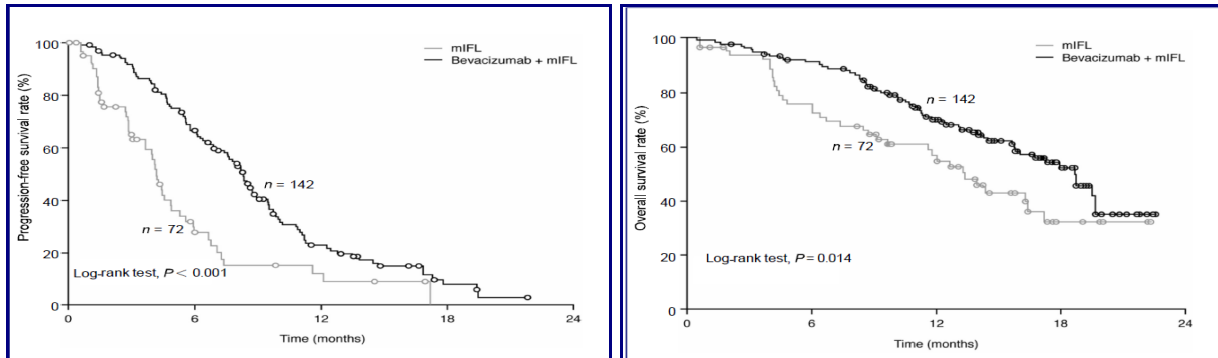 mIFL
Bevacizumab + mIFL
Progression-free survival rate (%)
100
80
60
40
20
0
n = 142
n = 72
Log-rank test, P < 0.001
0 6 12 18 24
Time (months)
mIFL
Bevacizumab + mIFL
Overall survival rate (%)
100
80
60
40
20
0
n = 142
n = 72
Log-rank test, P = 0.014
0 6 12 18 24
Time (months)